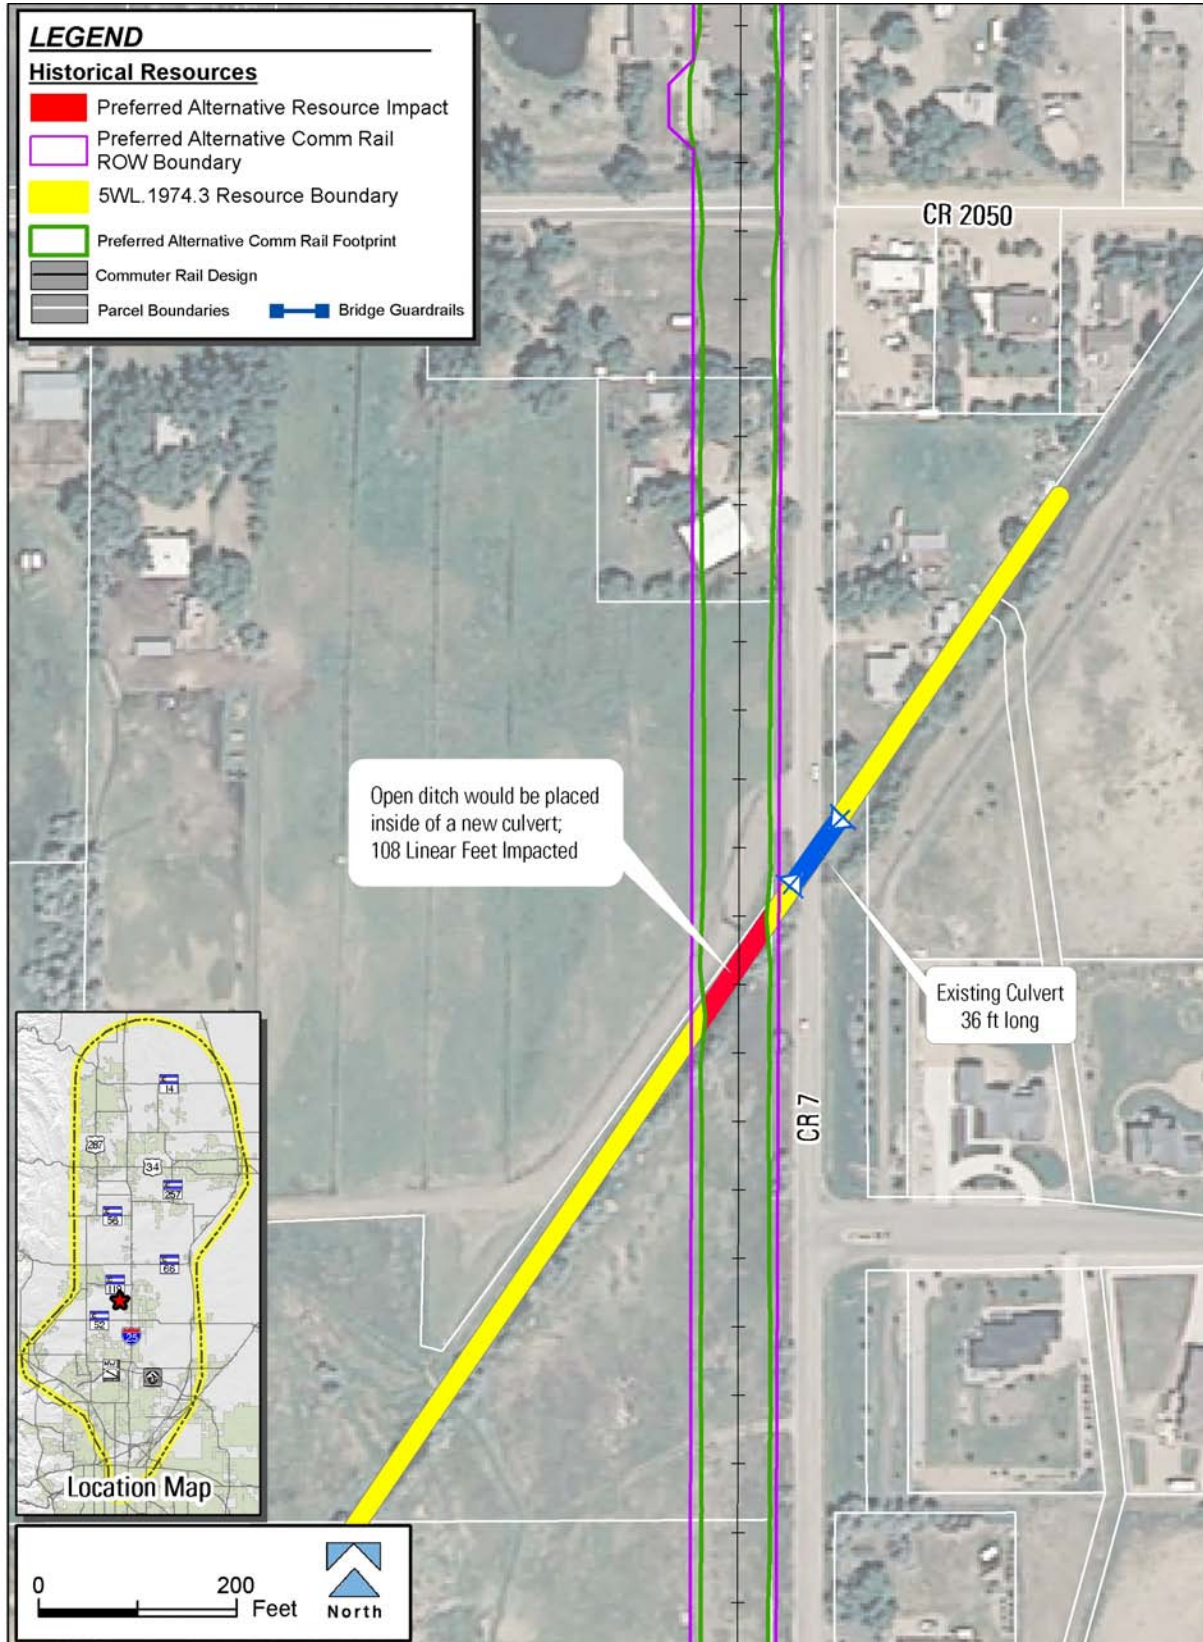 LEGEND
Historical Resources
Preferred Alternative Resource Impact
Preferred Alternative Comm Rail
ROW Boundary
5WL.1974.3 Resource Boundary
Preferred Alternative Comm Rail Footprint
Commuter Rail Design
Parcel Boundaries
Bridge Guardrails
CR 2050
Open ditch would be placed
inside of a new culvert;
108 Linear Feet Impacted
Existing Culvert
36 ft long
CR 7
14
287
34
257
56
66
119
52
25
Location Map
0 200
Feet
North